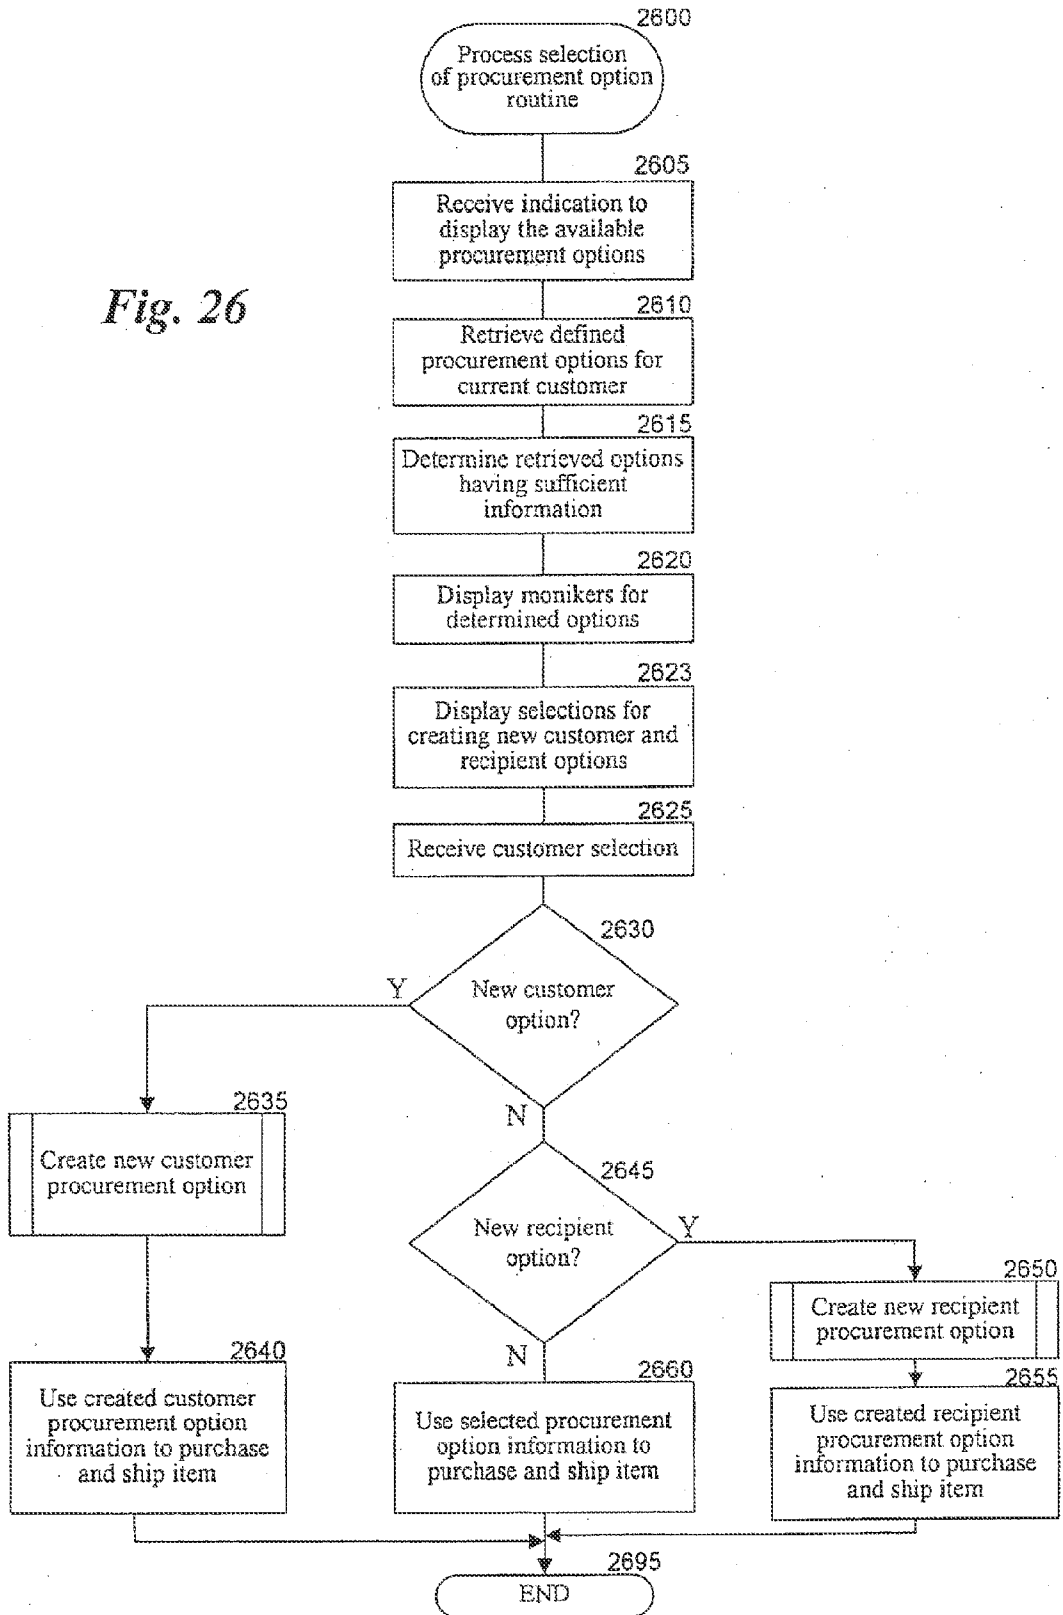 2600
Process selection
of procurement option
routine
2605
Receive indication to
display the available
procurement options
Fig. 26
2610
Retrieve defined
procurement options for
current customer
2615
Determine retrieved options
having sufficient
information
2620
Display monikers for
determined options
2623
Display selections for
creating new customer and
recipient options
2625
Receive customer selection
2630
New customer
option?
Y
N
2635
Create new customer
procurement option
2645
New recipient
option?
Y
N
2650
Create new recipient
procurement option
2640
Use created customer
procurement option
information to purchase
and ship item
2660
Use selected procurement
option information to
purchase and ship item
2655
Use created recipient
procurement option
information to purchase
and ship item
2695
END